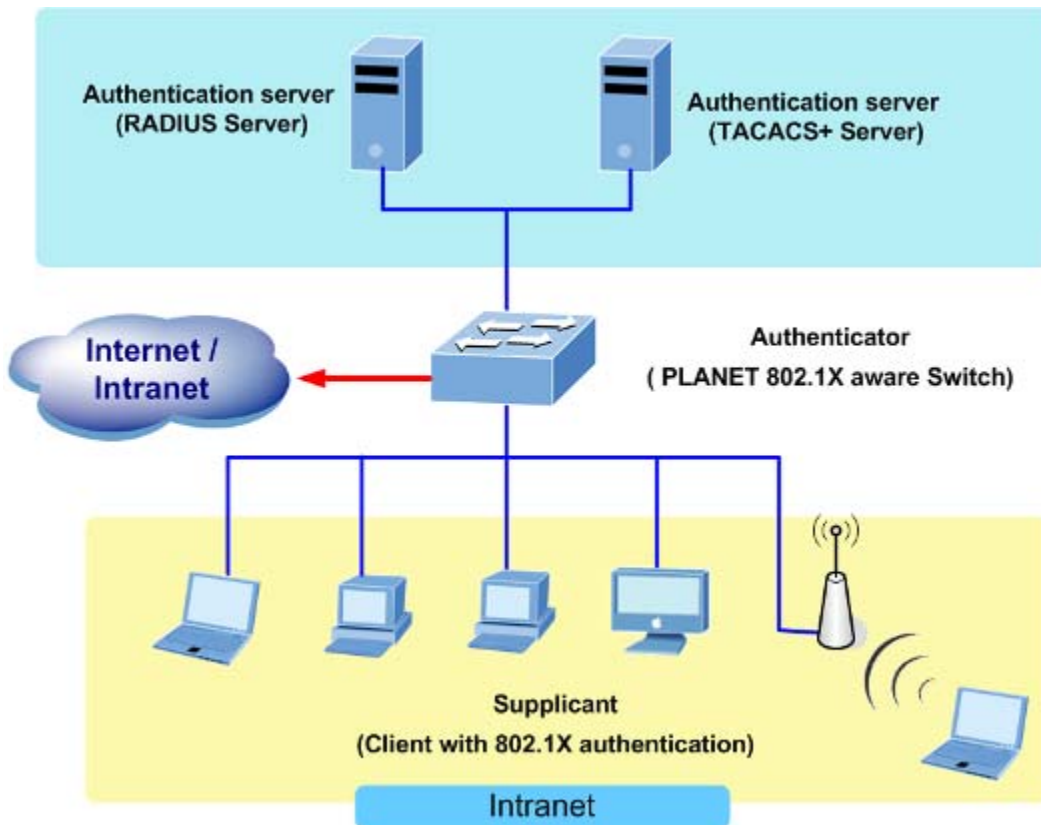 Authentication server
(RADIUS Server)
Authentication server
(TACACS+ Server)
Internet /
Intranet
Authenticator
( PLANET 802.1X aware Switch)
Supplicant
(Client with 802.1X authentication)
Intranet